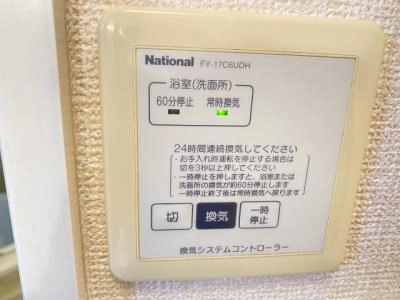 National FY-17C6UDH
浴室(洗面所)
60分停止 常時換気
24時間連続換気してください
・お手入れ時運転を停止する場合は
切を3秒以上押してください
・一時停止を押しますと、浴室または
洗面所の換気が約60分停止します
一時停止終了後は常時換気へ戻ります
切 換気 一時
停止
換気システムコントローラー